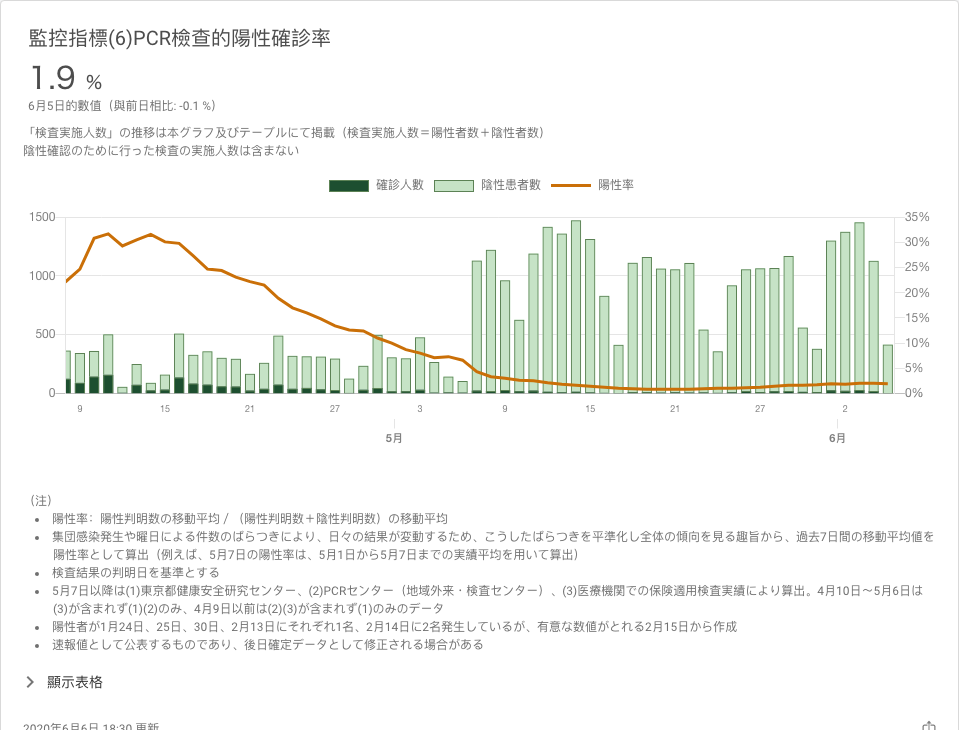 監控指標(6)PCR檢查的陽性確診率
1.9 %
6月5日的數值（與前日相比: -0.1 %）
「検査実施人数」の推移は本グラフ及びテーブルにて掲載（検査実施人数＝陽性者数＋陰性者数）
陰性確認のために行った検査の実施人数は含まない
確診人數 陰性患者數 陽性率
1500 35%
30%
1000 25%
20%
500 15%
10%
5%
0 0%
9 15 21 27 3 9 15 21 27 2
5月 6月
（注）
• 陽性率：陽性判明数の移動平均 / （陽性判明数＋陰性判明数）の移動平均
• 集団感染発生や曜日による件数のばらつきにより、日々の結果が変動するため、こうしたばらつきを平準化し全体の傾向を見る趣旨から、過去7日間の移動平均値を
陽性率として算出（例えば、5月7日の陽性率は、5月1日から5月7日までの実績平均を用いて算出）
• 検査結果の判明日を基準とする
• 5月7日以降は(1)東京都健康安全研究センター、(2)PCRセンター（地域外来・検査センター）、(3)医療機関での保険適用検査実績により算出。4月10日～5月6日は
(3)が含まれず(1)(2)のみ、4月9日以前は(2)(3)が含まれず(1)のみのデータ
• 陽性者が1月24日、25日、30日、2月13日にそれぞれ1名、2月14日に2名発生しているが、有意な数値がとれる2月15日から作成
• 速報値として公表するものであり、後日確定データとして修正される場合がある
顯示表格
2020年6月6日 18:30 更新